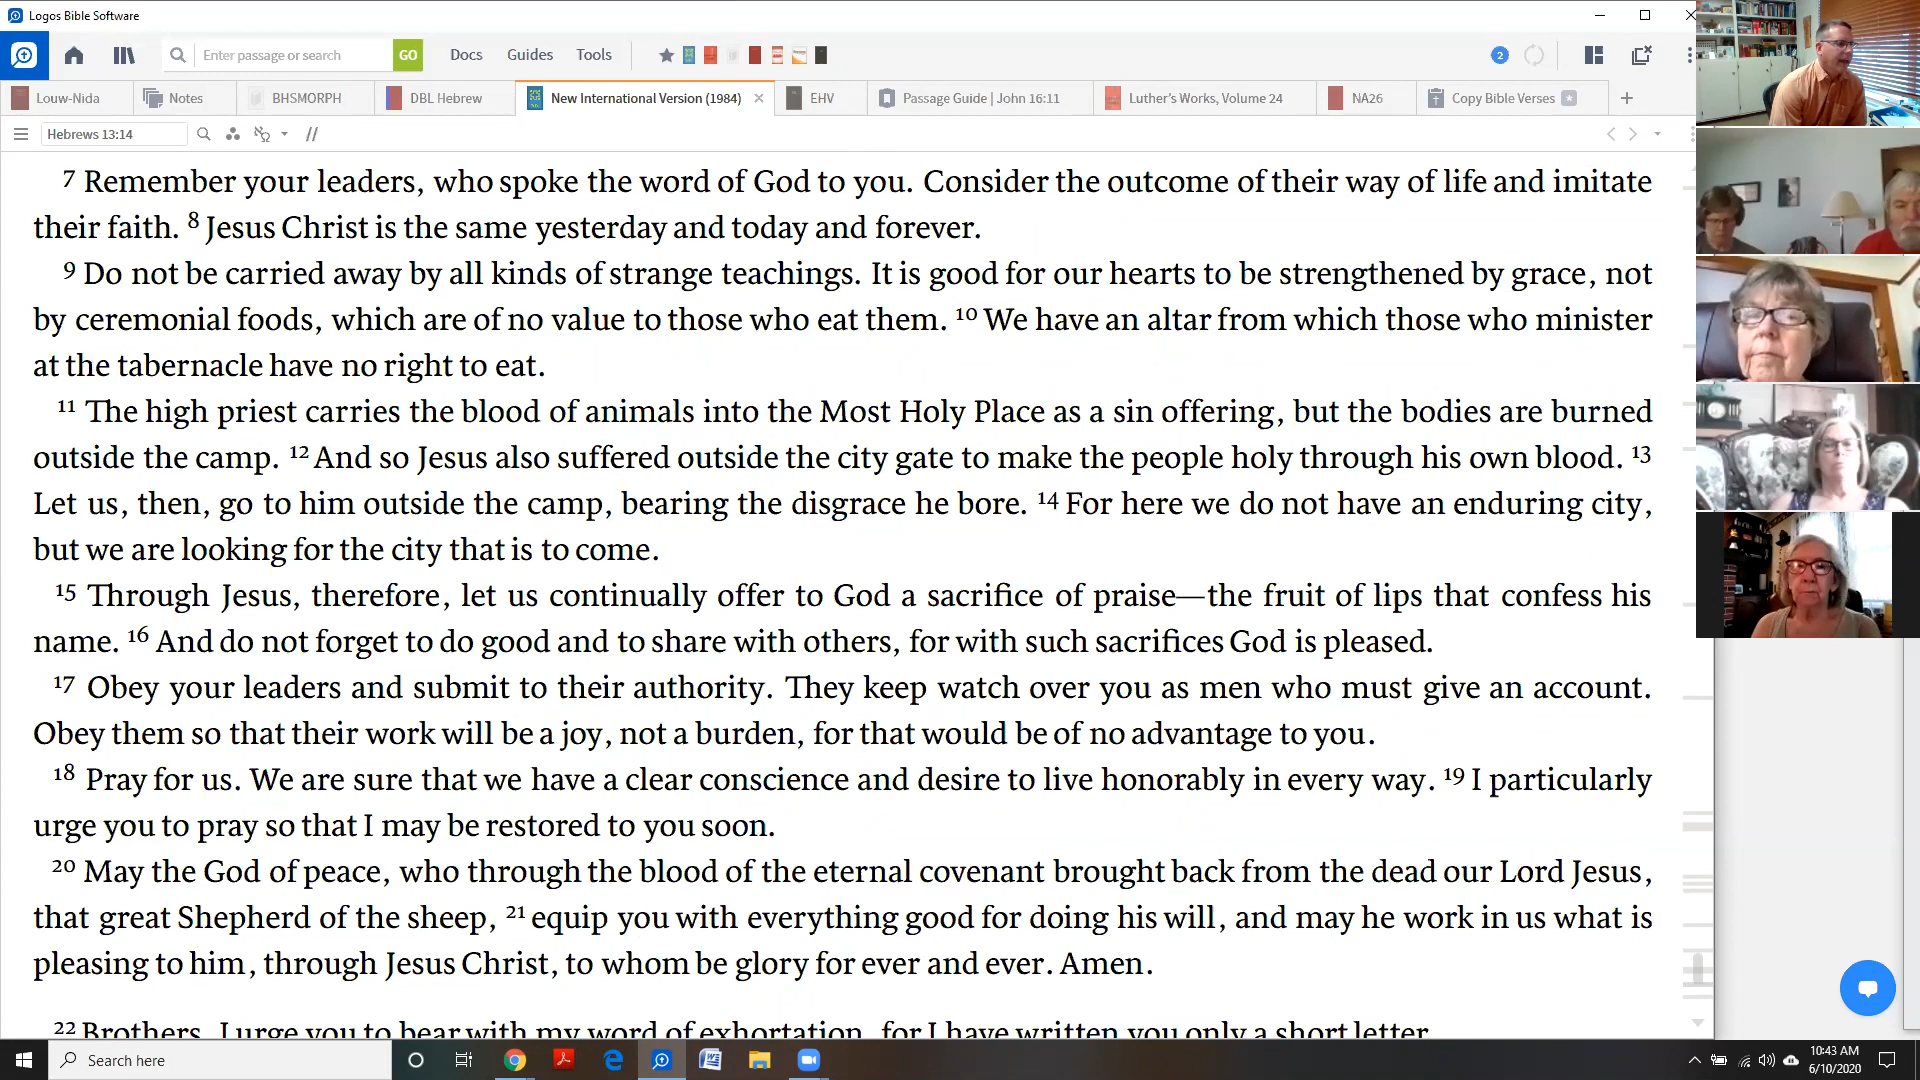 Logos Bible Software
Enter passage or search GO Docs Guides Tools 2
Louw-Nida Notes BHSMORPH DBL Hebrew New International Version (1984) EHV Passage Guide | John 16:11 Luther's Works, Volume 24 NA26 Copy Bible Verses
Hebrews 13:14
7 Remember your leaders, who spoke the word of God to you. Consider the outcome of their way of life and imitate
their faith. 8 Jesus Christ is the same yesterday and today and forever.
9 Do not be carried away by all kinds of strange teachings. It is good for our hearts to be strengthened by grace, not
by ceremonial foods, which are of no value to those who eat them. 10 We have an altar from which those who minister
at the tabernacle have no right to eat.
11 The high priest carries the blood of animals into the Most Holy Place as a sin offering, but the bodies are burned
outside the camp. 12 And so Jesus also suffered outside the city gate to make the people holy through his own blood. 13
Let us, then, go to him outside the camp, bearing the disgrace he bore. 14 For here we do not have an enduring city,
but we are looking for the city that is to come.
15 Through Jesus, therefore, let us continually offer to God a sacrifice of praise—the fruit of lips that confess his
name. 16 And do not forget to do good and to share with others, for with such sacrifices God is pleased.
17 Obey your leaders and submit to their authority. They keep watch over you as men who must give an account.
Obey them so that their work will be a joy, not a burden, for that would be of no advantage to you.
18 Pray for us. We are sure that we have a clear conscience and desire to live honorably in every way. 19 I particularly
urge you to pray so that I may be restored to you soon.
20 May the God of peace, who through the blood of the eternal covenant brought back from the dead our Lord Jesus,
that great Shepherd of the sheep, 21 equip you with everything good for doing his will, and may he work in us what is
pleasing to him, through Jesus Christ, to whom be glory for ever and ever. Amen.
22 Brothers, I urge you to bear with my word of exhortation, for I have written you only a short letter.
Search here
10:43 AM
6/10/2020